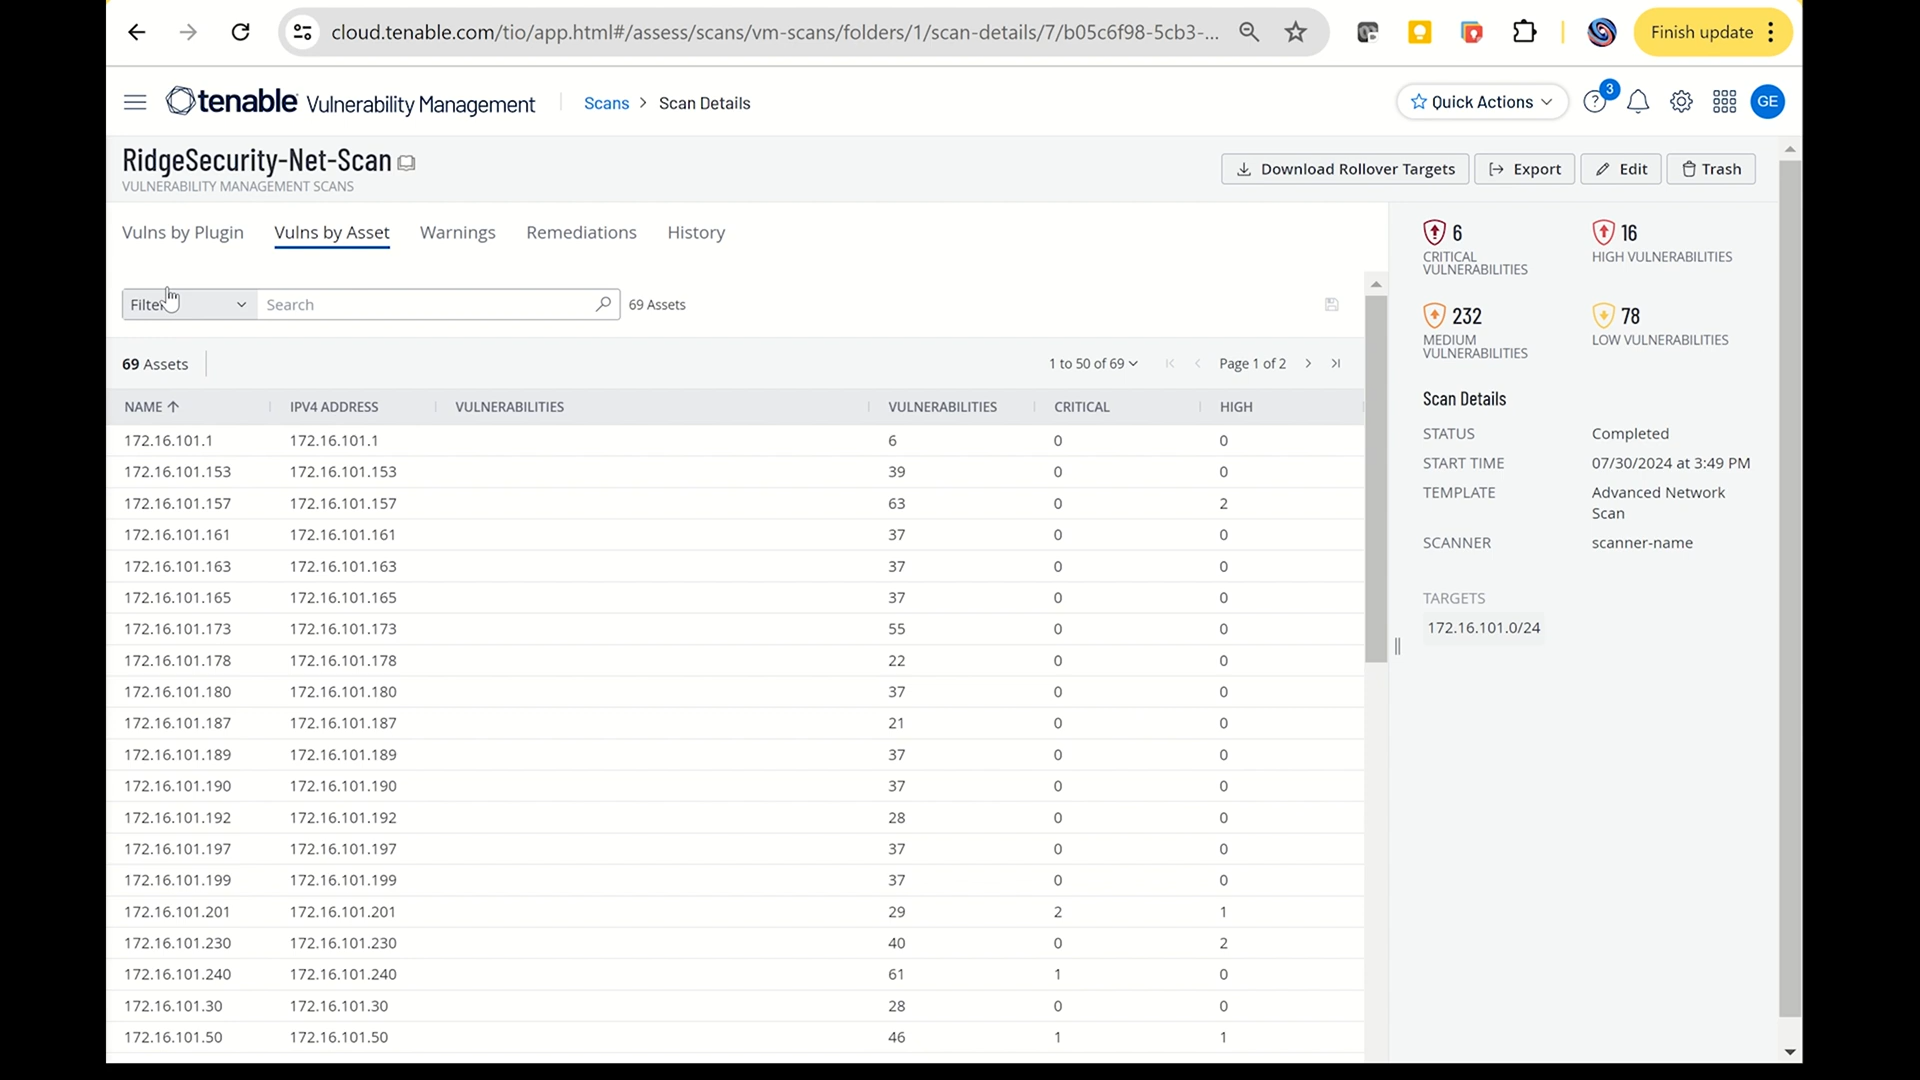 cloud.tenable.com/tio/app.html#/assess/scans/vm-scans/folders/1/scan-details/7/b05c6f98-5cb3-...
Finish update
tenable Vulnerability Management
Scans > Scan Details
Quick Actions
3
GE
RidgeSecurity-Net-Scan
VULNERABILITY MANAGEMENT SCANS
Download Rollover Targets
Export
Edit
Trash
Vulns by Plugin
Vulns by Asset
Warnings
Remediations
History
Filte
Search
69 Assets
69 Assets
1 to 50 of 69
Page 1 of 2
NAME IPV4 ADDRESS VULNERABILITIES VULNERABILITIES CRITICAL HIGH
172.16.101.1 172.16.101.1 6 0 0
172.16.101.153 172.16.101.153 39 0 0
172.16.101.157 172.16.101.157 63 0 2
172.16.101.161 172.16.101.161 37 0 0
172.16.101.163 172.16.101.163 37 0 0
172.16.101.165 172.16.101.165 37 0 0
172.16.101.173 172.16.101.173 55 0 0
172.16.101.178 172.16.101.178 22 0 0
172.16.101.180 172.16.101.180 37 0 0
172.16.101.187 172.16.101.187 21 0 0
172.16.101.189 172.16.101.189 37 0 0
172.16.101.190 172.16.101.190 37 0 0
172.16.101.192 172.16.101.192 28 0 0
172.16.101.197 172.16.101.197 37 0 0
172.16.101.199 172.16.101.199 37 0 0
172.16.101.201 172.16.101.201 29 2 1
172.16.101.230 172.16.101.230 40 0 2
172.16.101.240 172.16.101.240 61 1 0
172.16.101.30 172.16.101.30 28 0 0
172.16.101.50 172.16.101.50 46 1 1
6
CRITICAL
VULNERABILITIES
16
HIGH VULNERABILITIES
232
MEDIUM
VULNERABILITIES
78
LOW VULNERABILITIES
Scan Details
STATUS Completed
START TIME 07/30/2024 at 3:49 PM
TEMPLATE Advanced Network
Scan
SCANNER scanner-name
TARGETS
172.16.101.0/24